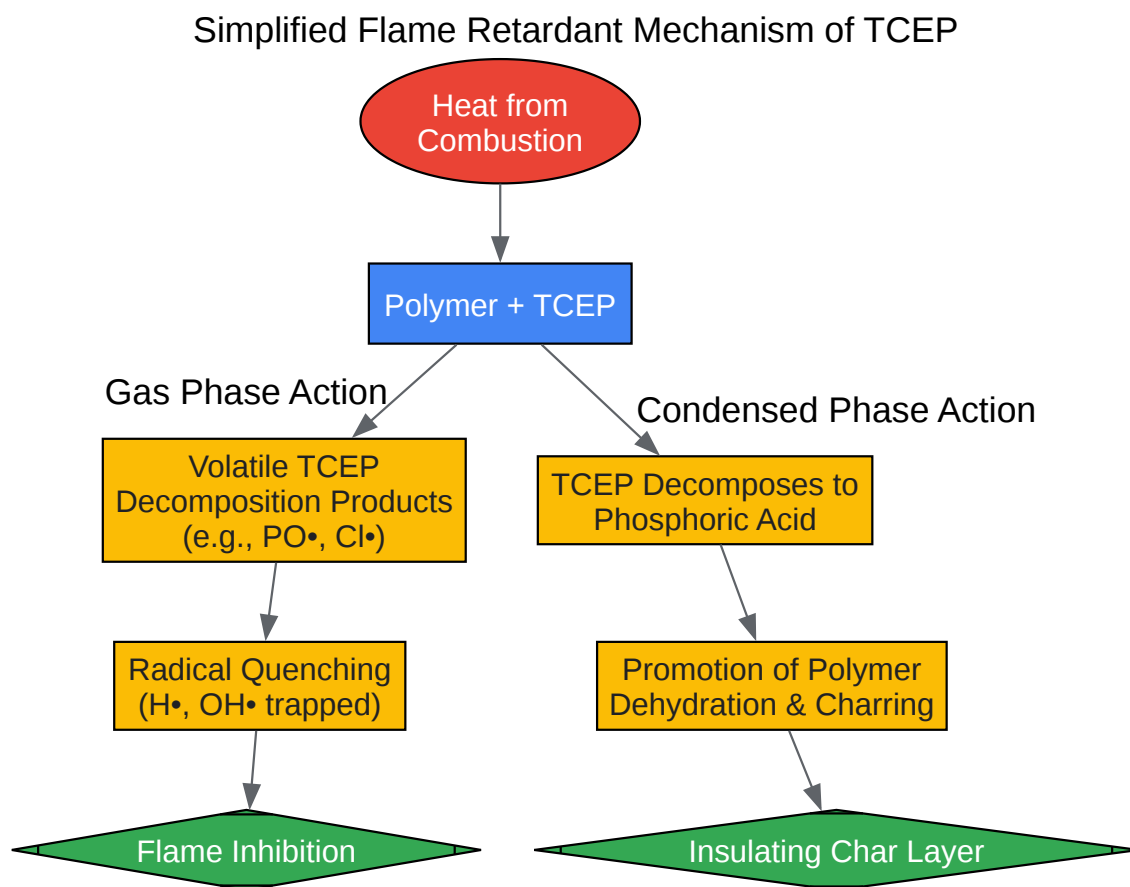 Simplified Flame Retardant Mechanism of TCEP
Heat from
Combustion
Polymer + TCEP
Gas Phase Action
Condensed Phase Action
Volatile TCEP
Decomposition Products
(e.g., PO•, Cl•)
TCEP Decomposes to
Phosphoric Acid
Radical Quenching
(H•, OH• trapped)
Promotion of Polymer
Dehydration & Charring
Flame Inhibition
Insulating Char Layer